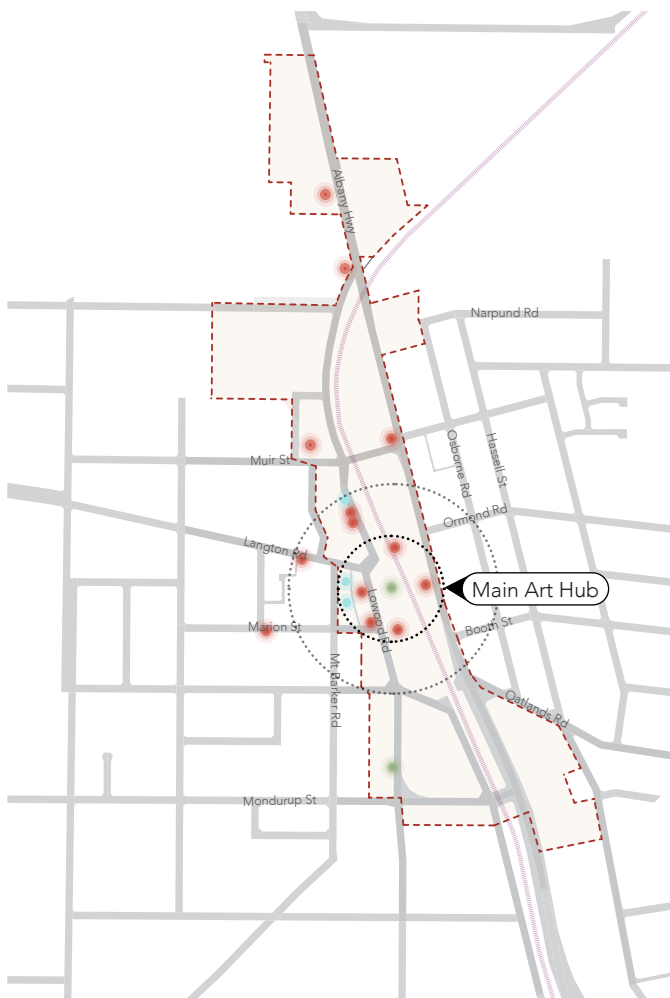 Albany Hwy
Narpund Rd
Osborne Rd
Hassell St
Muir St
Ormond Rd
Langton Rd
Main Art Hub
Lowood Rd
Marion St
Booth St
Mt Barker Rd
Oatlands Rd
Mondurup St